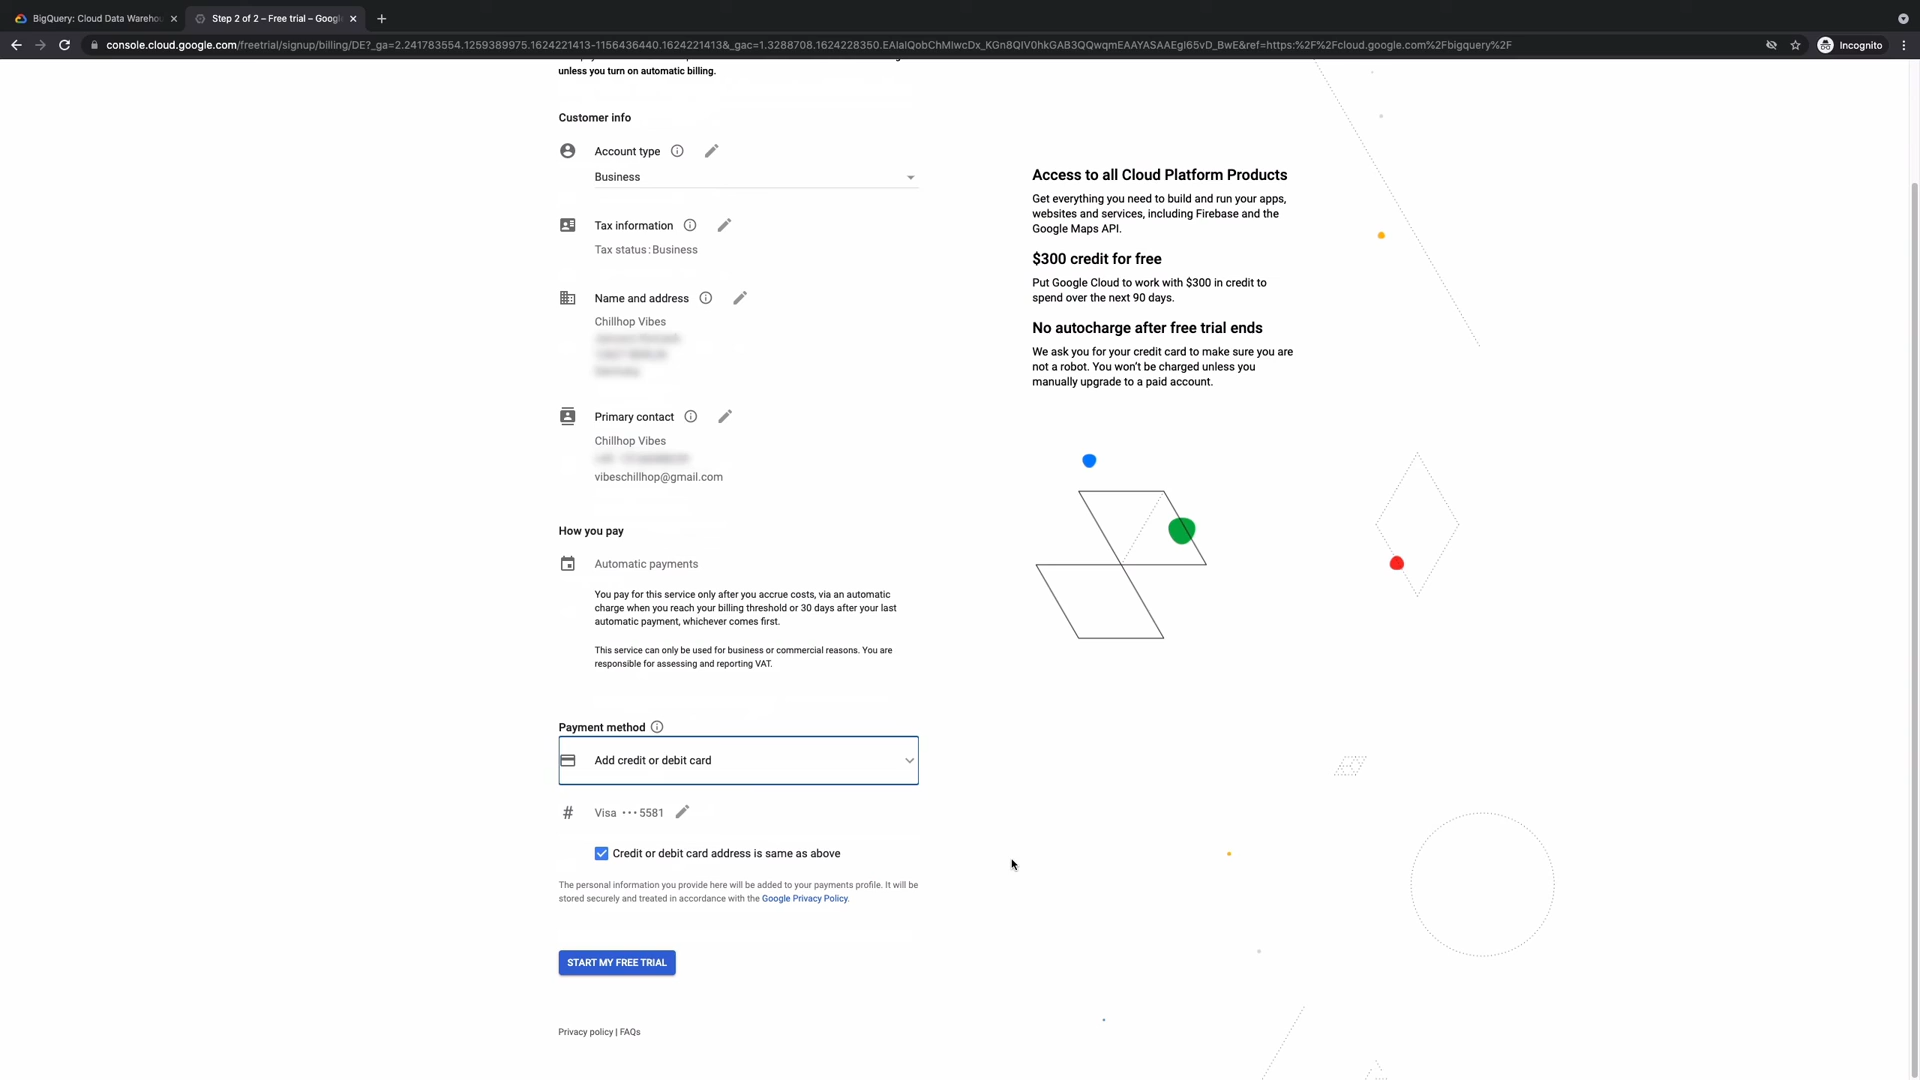 BigQuery: Cloud Data Wareho
Step 2 of 2 – Free trial – Google
console.cloud.google.com/freetrial/signup/billing/DE?_ga=2.241783554.1259389975.1624221413-1156436440.1624221413&_gac=1.3288708.1624228350.EAIaIQobChMIwcDx_KGn8QIV0hkGAB3QQwqmEAAYASAAEgI65vD_BwE&ref=https:%2F%2Fcloud.google.com%2Fbigquery%2F
Incognito
unless you turn on automatic billing.
Customer info
Account type
Business
Tax information
Tax status: Business
Name and address
Chillhop Vibes
Primary contact
Chillhop Vibes
vibeschillhop@gmail.com
How you pay
Automatic payments
You pay for this service only after you accrue costs, via an automatic
charge when you reach your billing threshold or 30 days after your last
automatic payment, whichever comes first.
This service can only be used for business or commercial reasons. You are
responsible for assessing and reporting VAT.
Payment method
Add credit or debit card
# Visa •••5581
Credit or debit card address is same as above
The personal information you provide here will be added to your payments profile. It will be
stored securely and treated in accordance with the Google Privacy Policy.
START MY FREE TRIAL
Privacy policy | FAQs
Access to all Cloud Platform Products
Get everything you need to build and run your apps,
websites and services, including Firebase and the
Google Maps API.
$300 credit for free
Put Google Cloud to work with $300 in credit to
spend over the next 90 days.
No autocharge after free trial ends
We ask you for your credit card to make sure you are
not a robot. You won't be charged unless you
manually upgrade to a paid account.